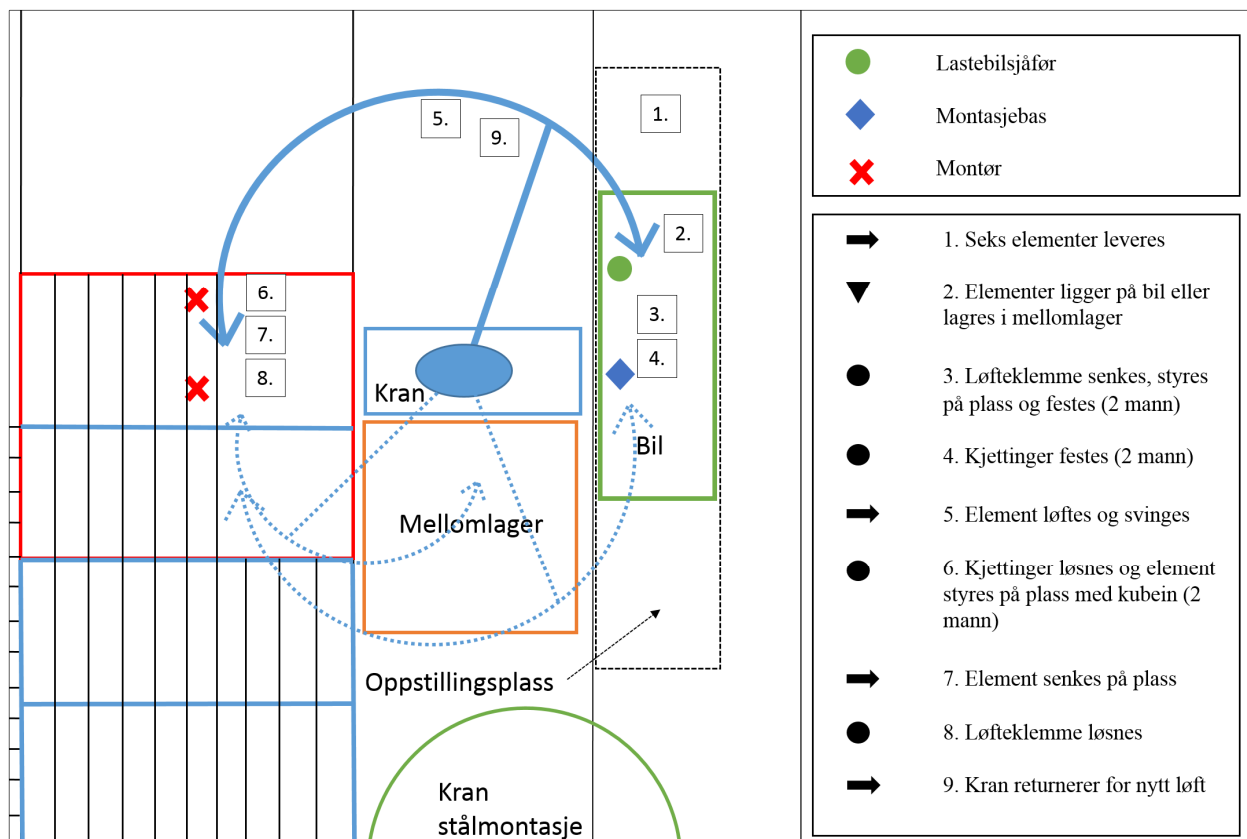 1.
5.
9.
2.
6.
3.
7.
4.
8.
Kran
Bil
Mellomlager
Oppstillingsplass
Kran
stålmontasje
Lastebilsjåfør
Montasjebas
Montør
1. Seks elementer leveres
2. Elementer ligger på bil eller
lagres i mellomlager
3. Løfteklemme senkes, styres
på plass og festes (2 mann)
4. Kjettinger festes (2 mann)
5. Element løftes og svinges
6. Kjettinger løsnes og element
styres på plass med kubein (2
mann)
7. Element senkes på plass
8. Løfteklemme løsnes
9. Kran returnerer for nytt løft